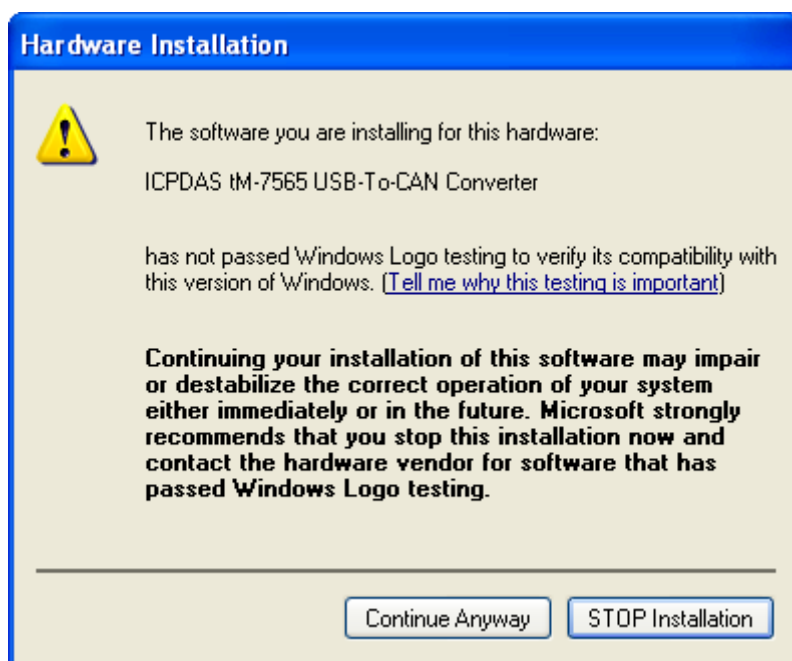 Hardware Installation
The software you are installing for this hardware:
ICPDAS tM-7565 USB-To-CAN Converter
has not passed Windows Logo testing to verify its compatibility with
this version of Windows. (Tell me why this testing is important)
Continuing your installation of this software may impair
or destabilize the correct operation of your system
either immediately or in the future. Microsoft strongly
recommends that you stop this installation now and
contact the hardware vendor for software that has
passed Windows Logo testing.
Continue Anyway
STOP Installation